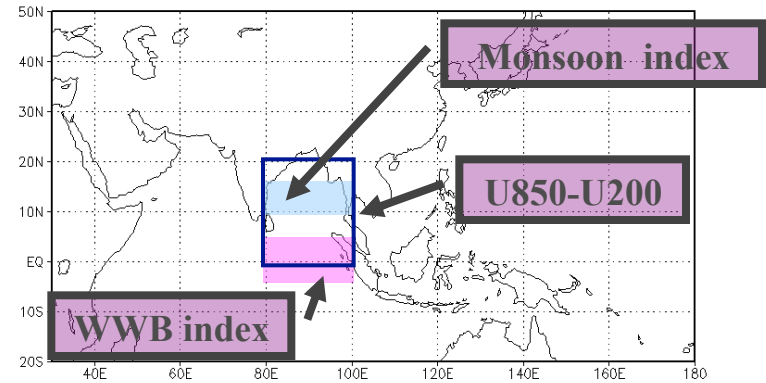 50N
40N
30N
20N
10N
EQ
10S
20S
Monsoon index
U850-U200
WWB index
40E
60E
80E
100E
120E
140E
160E
180